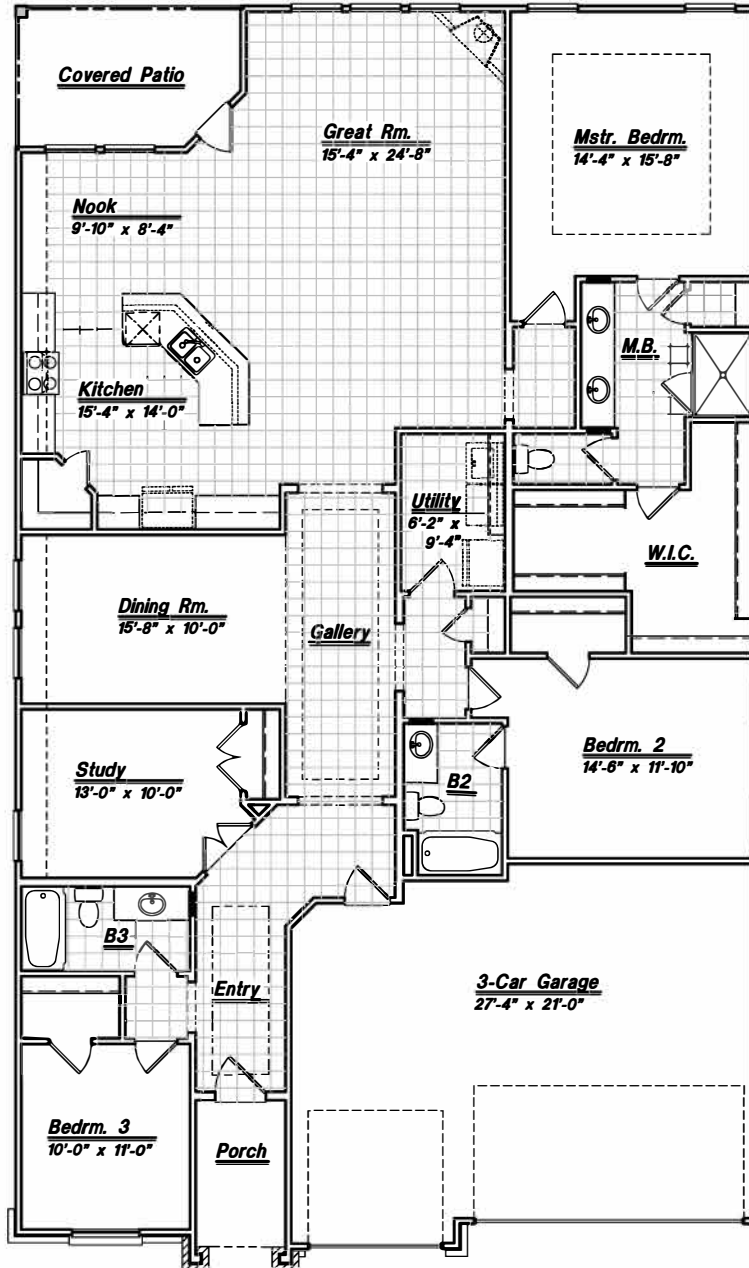 Covered Patio
Great Rm.
15'-4" x 24'-8"
Mstr. Bedrm.
14'-4" x 15'-8"
Nook
9'-10" x 8'-4"
M.B.
Kitchen
15'-4" x 14'-0"
Utility
6'-2" x
9'-4"
W.I.C.
Dining Rm.
15'-8" x 10'-0"
Gallery
Bedrm. 2
14'-6" x 11'-10"
Study
13'-0" x 10'-0"
B2
B3
Entry
3-Car Garage
27'-4" x 21'-0"
Bedrm. 3
10'-0" x 11'-0"
Porch